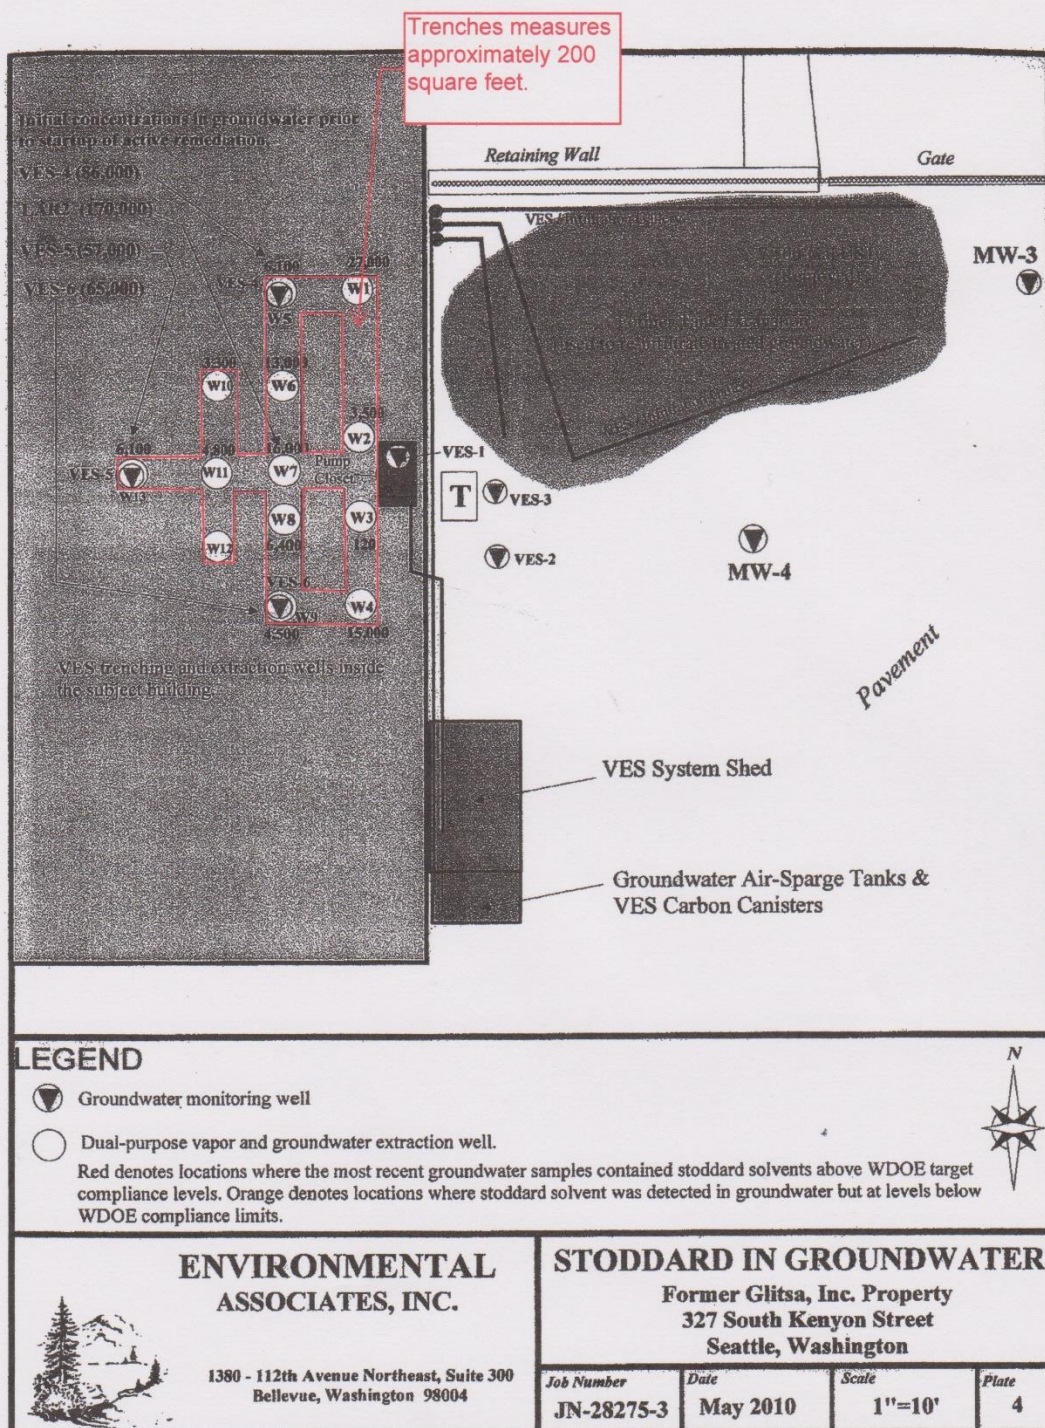 Trenches measures
approximately 200
square feet.
Initial concentrations in groundwater prior
to startup of active remediation.
VES-4 (86,000)
(170,000)
VES-5 (57,000)
VES-6 (65,000)
Retaining Wall
Gate
MW-3
27,000
VES-4
W1
W5
3,300
13,000
W10
W6
3,500
W2
6,100
4,800
16,000
VES-1
VES-5
W11
W7
Pump
Closet
W13
T
VES-3
W8
W3
W12
6,400
120
VES-2
MW-4
VES-6
W9
W4
4,500
15,000
VES trenching and extraction wells inside
the subject building.
Pavement
VES System Shed
Groundwater Air-Sparge Tanks &
VES Carbon Canisters
LEGEND
N
Groundwater monitoring well
Dual-purpose vapor and groundwater extraction well.
Red denotes locations where the most recent groundwater samples contained stoddard solvents above WDOE target
compliance levels. Orange denotes locations where stoddard solvent was detected in groundwater but at levels below
WDOE compliance limits.
ENVIRONMENTAL
ASSOCIATES, INC.
1380 - 112th Avenue Northeast, Suite 300
Bellevue, Washington 98004
STODDARD IN GROUNDWATER
Former Glitsa, Inc. Property
327 South Kenyon Street
Seattle, Washington
Job Number
JN-28275-3
Date
May 2010
Scale
1"=10'
Plate
4